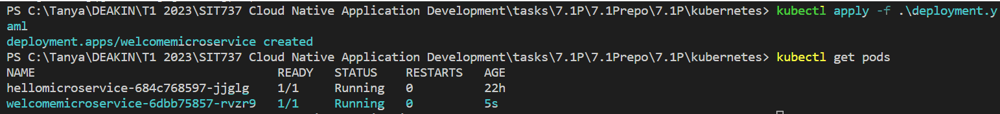 PS C:\Tanya\DEAKIN\T1 2023\SIT737 Cloud Native Application Development\tasks\7.1P\7.1Prepo\7.1P\kubernetes> kubectl apply -f .\deployment.y
aml
deployment.apps/welcomemicroservice created
PS C:\Tanya\DEAKIN\T1 2023\SIT737 Cloud Native Application Development\tasks\7.1P\7.1Prepo\7.1P\kubernetes> kubectl get pods
NAME READY STATUS RESTARTS AGE
hellomicroservice-684c768597-jjglg 1/1 Running 0 22h
welcomemicroservice-6dbb75857-rvzr9 1/1 Running 0 5s